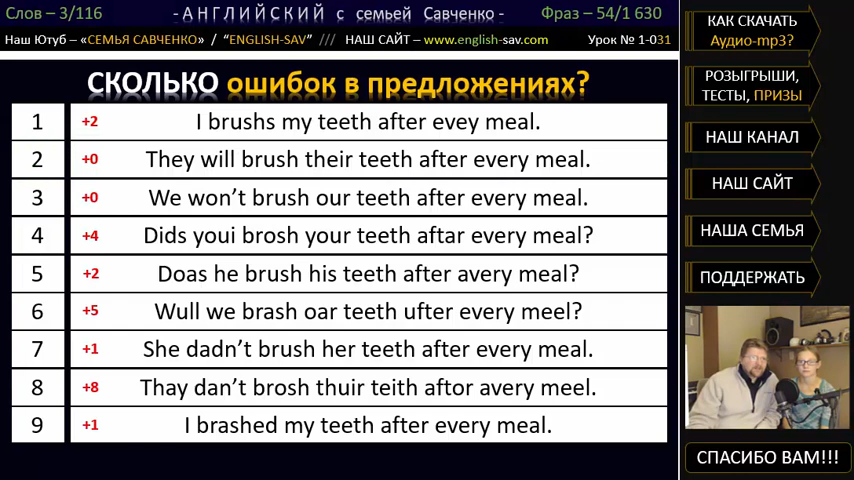 Слов – 3/116
- АНГЛИЙСКИЙ с семьей Савченко -
Фраз – 54/1 630
Наш Ютуб – «СЕМЬЯ САВЧЕНКО» / "ENGLISH-SAV" /// НАШ САЙТ – www.english-sav.com
Урок № 1-031
СКОЛЬКО ошибок в предложениях?
1 +2 I brushs my teeth after evey meal.
2 +0 They will brush their teeth after every meal.
3 +0 We won't brush our teeth after every meal.
4 +4 Dids youi brosh your teeth aftar every meal?
5 +2 Doas he brush his teeth after avery meal?
6 +5 Wull we brash oar teeth ufter every meel?
7 +1 She dadn't brush her teeth after every meal.
8 +8 Thay dan't brosh thuir teith aftor avery meel.
9 +1 I brashed my teeth after every meal.
КАК СКАЧАТЬ
Аудио-mp3?
РОЗЫГРЫШИ,
ТЕСТЫ, ПРИЗЫ
НАШ КАНАЛ
НАШ САЙТ
НАША СЕМЬЯ
ПОДДЕРЖАТЬ
СПАСИБО ВАМ!!!